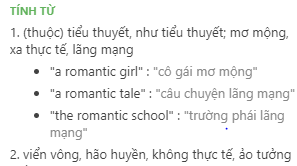 TÍNH TỪ
1. (thuộc) tiểu thuyết, như tiểu thuyết; mơ mộng,
xa thực tế, lãng mạng
• "a romantic girl" : "cô gái mơ mộng"
• "a romantic tale" : "câu chuyện lãng mạng"
• "the romantic school" : "trường phái lãng
mạng"
2. viển vông, hão huyền, không thực tế, ảo tưởng